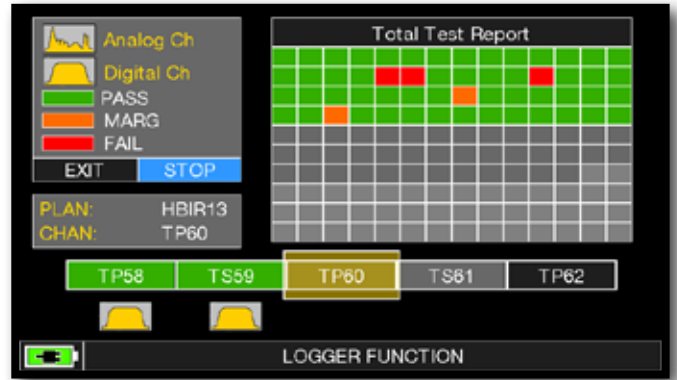 Analog Ch
Total Test Report
Digital Ch
PASS
MARG
FAIL
EXIT STOP
PLAN: HBIR13
CHAN: TP60
TP58 TS59 TP60 TS61 TP62
LOGGER FUNCTION